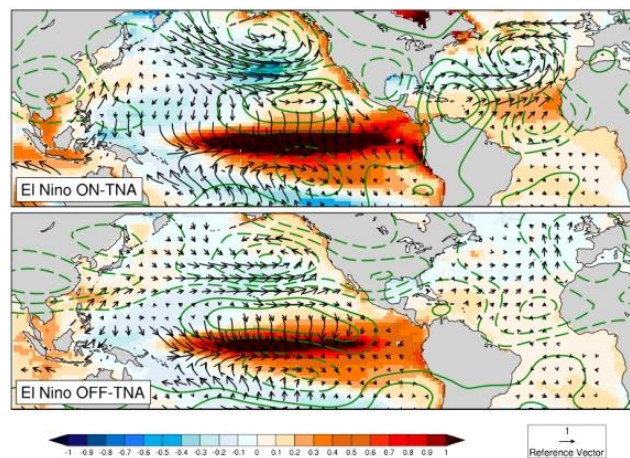 El Nino ON-TNA
El Nino OFF-TNA
-1 -0.9 -0.8 -0.7 -0.6 -0.5 -0.4 -0.3 -0.2 -0.1 0 0.1 0.2 0.3 0.4 0.5 0.6 0.7 0.8 0.9 1
1
Reference Vector